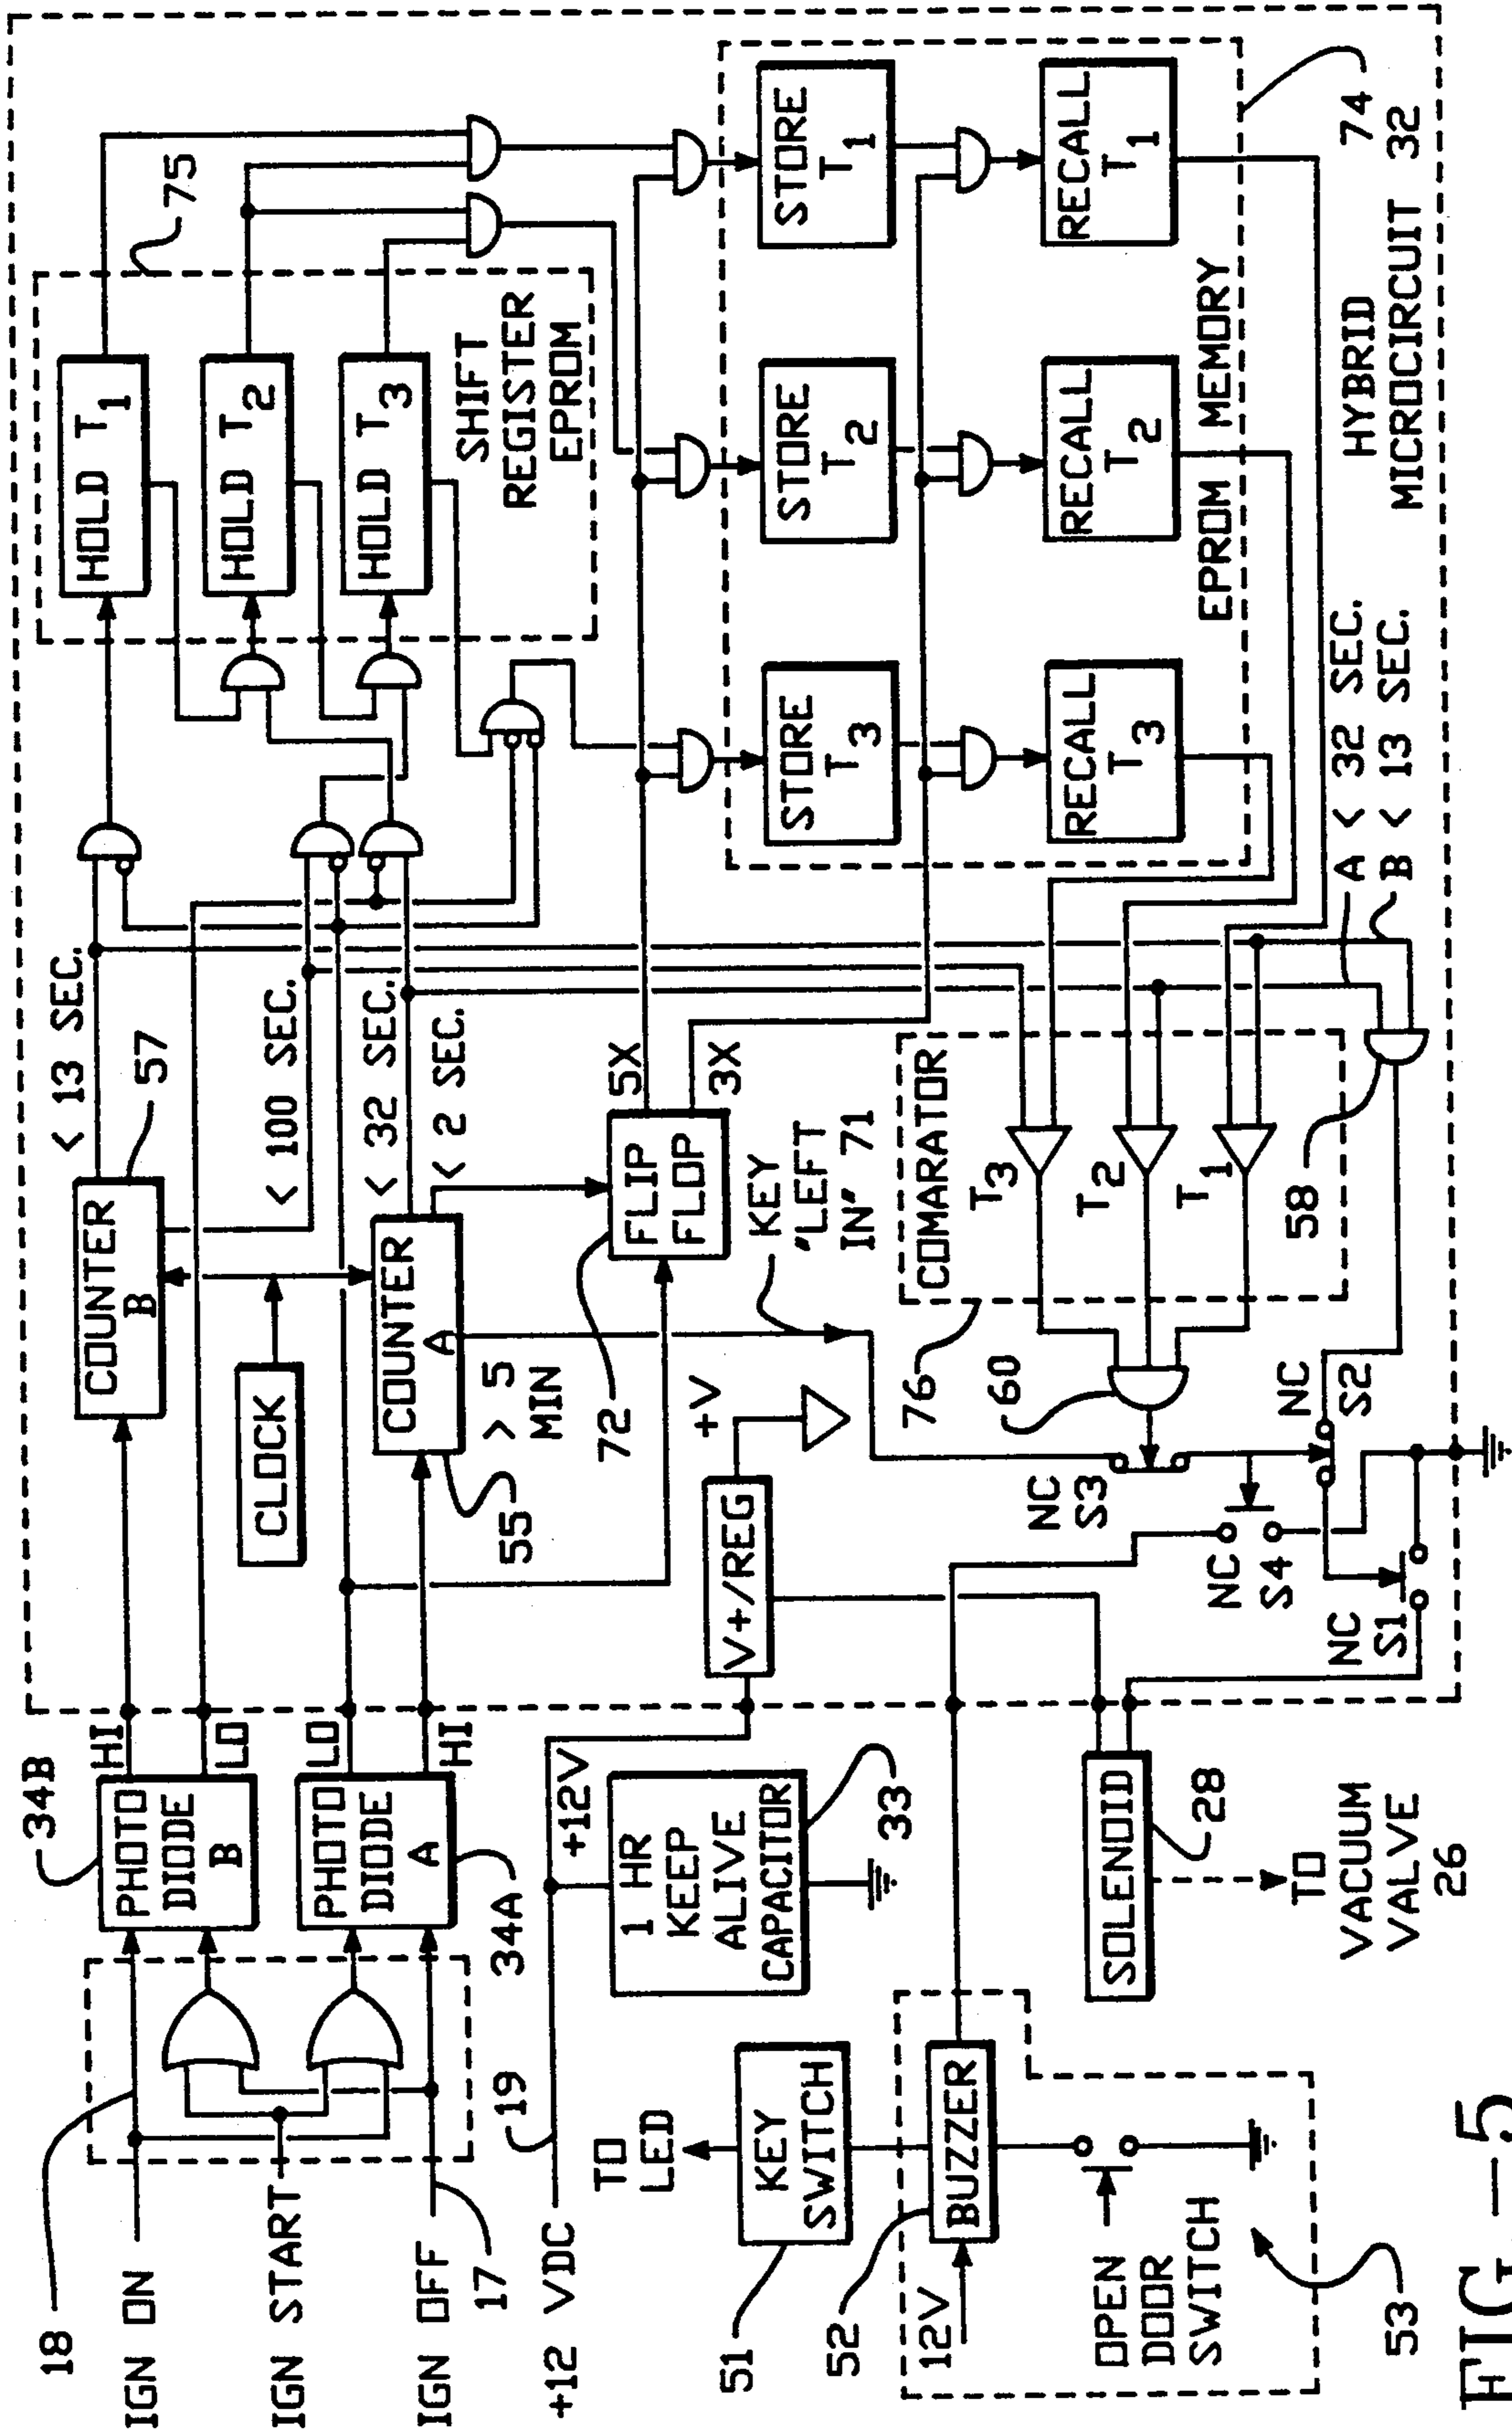 18
IGN ON
IGN START
IGN OFF
17
34B
PHOTO
DIODE
B
HI
LO
PHOTO
DIODE
A
LO
HI
34A
COUNTER
B
57
< 13 SEC.
CLOCK
< 100 SEC.
COUNTER
A
< 32 SEC.
< 2 SEC.
> 5
MIN
55
75
HOLD T1
HOLD T2
HOLD T3
SHIFT
REGISTER
EPROM
+12 VDC
19
+12V
1 HR
KEEP
ALIVE
CAPACITOR
33
V+/REG
+V
72
FLIP
FLOP
5X
3X
KEY
"LEFT
IN" 71
STORE
T3
STORE
T2
STORE
T1
RECALL
T3
RECALL
T2
RECALL
T1
EPROM MEMORY
74
TO
LED
KEY
SWITCH
51
52
BUZZER
12V
OPEN
DOOR
SWITCH
53
SOLENOID
28
TO
VACUUM
VALVE
26
76
COMARATOR
T3
T2
T1
60
58
NC
S3
NC
S4
NC
S2
NC
S1
A < 32 SEC.
B < 13 SEC.
HYBRID
MICROCIRCUIT 32
FIG.-5